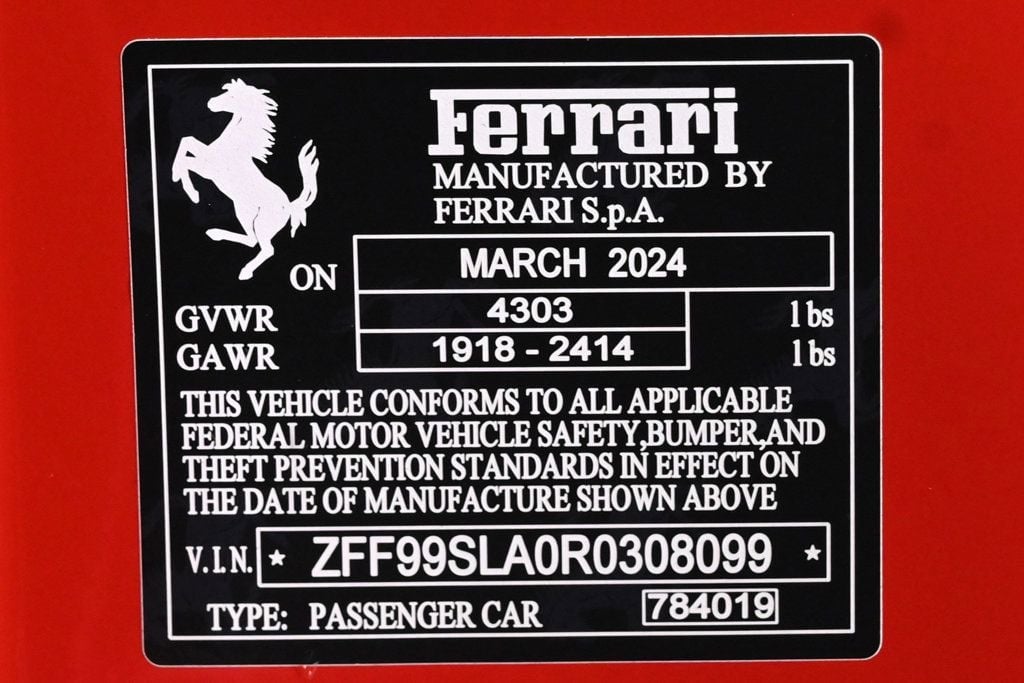 Ferrari
MANUFACTURED BY
FERRARI S.p.A.
ON MARCH 2024
GVWR 4303 lbs
GAWR 1918 - 2414 lbs
THIS VEHICLE CONFORMS TO ALL APPLICABLE
FEDERAL MOTOR VEHICLE SAFETY,BUMPER,AND
THEFT PREVENTION STANDARDS IN EFFECT ON
THE DATE OF MANUFACTURE SHOWN ABOVE
V.I.N. ★ ZFF99SLA0R0308099 ★
TYPE: PASSENGER CAR 784019